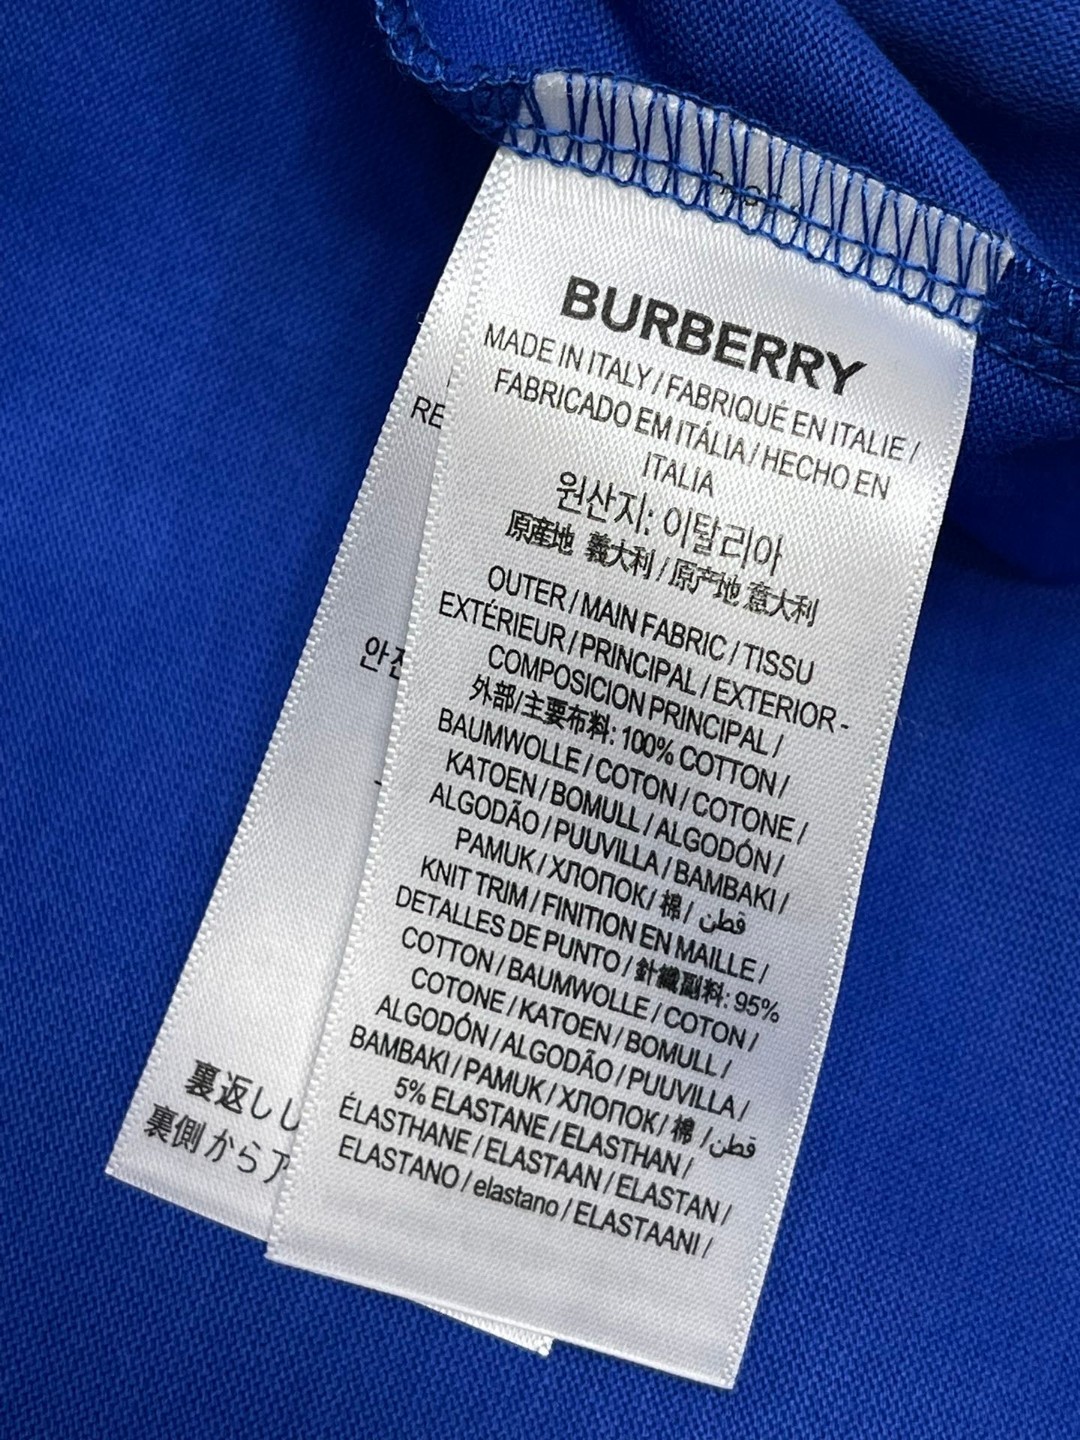 BURBERRY
MADE IN ITALY / FABRIQUÉ EN ITALIE /
FABRICADO EM ITÁLIA / HECHO EN
ITALIA
원산지: 이탈리아
原産地 義大利 / 原产地 意大利
OUTER / MAIN FABRIC / TISSU
EXTÉRIEUR / PRINCIPAL / EXTERIOR -
COMPOSICION PRINCIPAL /
外部/主要布料: 100% COTTON /
BAUMWOLLE / COTON / COTONE /
KATOEN / BOMULL / ALGODÓN /
ALGODÃO / PUUVILLA / BAMBAKI /
PAMUK / ХЛОПОК / 棉 / قطن
KNIT TRIM / FINITION EN MAILLE /
DETALLES DE PUNTO / 針織副料: 95%
COTTON / BAUMWOLLE / COTON /
COTONE / KATOEN / BOMULL /
ALGODÓN / ALGODÃO / PUUVILLA /
BAMBAKI / PAMUK / ХЛОПОК / 棉 / قطن
5% ELASTANE / ELASTHAN /
ÉLASTHANE / ELASTAAN / ELASTAN /
ELASTANO / elastano / ELASTAANI /
RE
안전
裏返し
裏側からア